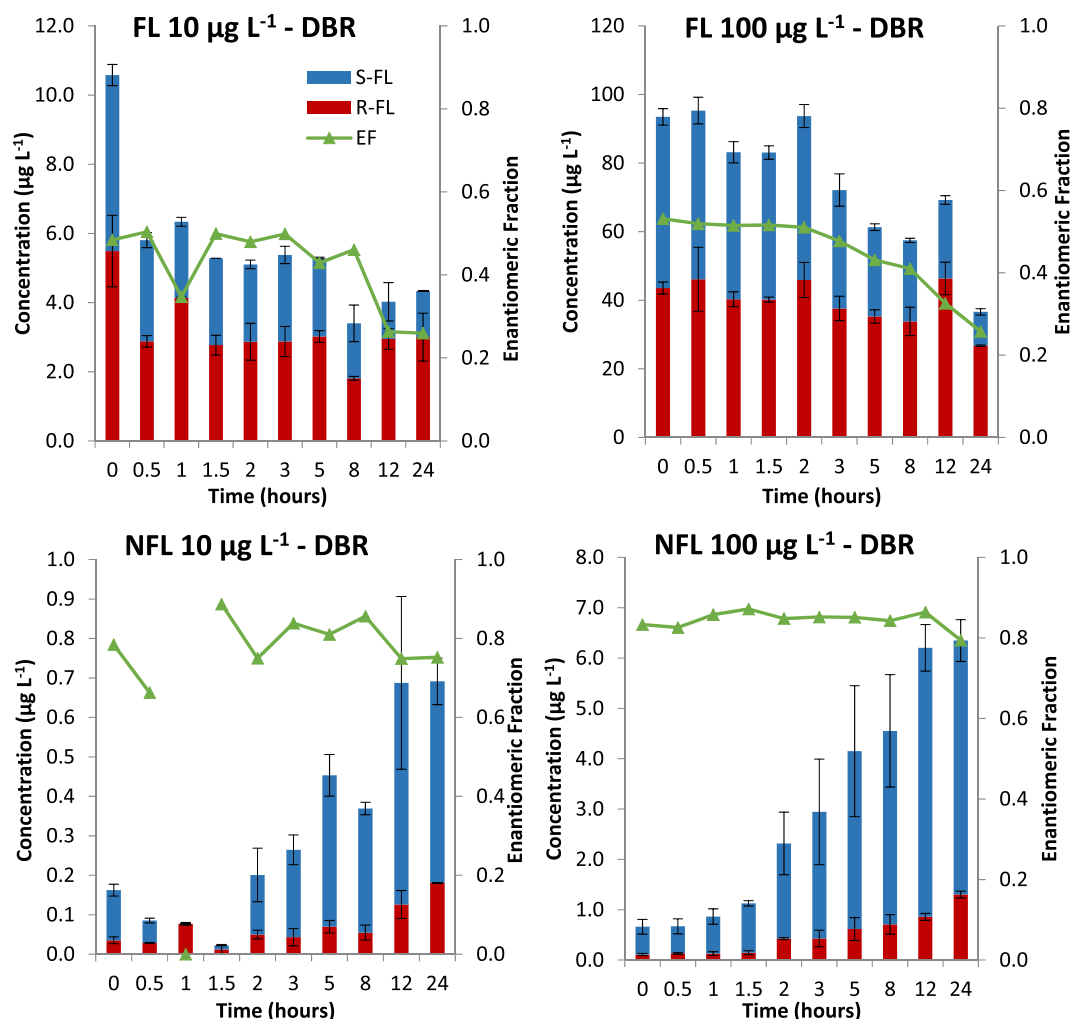 FL 10 µg L-1 - DBR
12.0
10.0
8.0
6.0
4.0
2.0
0.0
Concentration (µg L-1)
S-FL
R-FL
EF
1.0
0.8
0.6
0.4
0.2
0.0
Enantiomeric Fraction
0 0.5 1 1.5 2 3 5 8 12 24
Time (hours)
FL 100 µg L-1 - DBR
120
100
80
60
40
20
0
Concentration (µg L-1)
1.0
0.8
0.6
0.4
0.2
0.0
Enantiomeric Fraction
0 0.5 1 1.5 2 3 5 8 12 24
Time (hours)
NFL 10 µg L-1 - DBR
1.0
0.9
0.8
0.7
0.6
0.5
0.4
0.3
0.2
0.1
0.0
Concentration (µg L-1)
1.0
0.8
0.6
0.4
0.2
0.0
Enantiomeric Fraction
0 0.5 1 1.5 2 3 5 8 12 24
Time (hours)
NFL 100 µg L-1 - DBR
8.0
7.0
6.0
5.0
4.0
3.0
2.0
1.0
0.0
Concentration (µg L-1)
1.0
0.8
0.6
0.4
0.2
0.0
Enantiomeric Fraction
0 0.5 1 1.5 2 3 5 8 12 24
Time (hours)